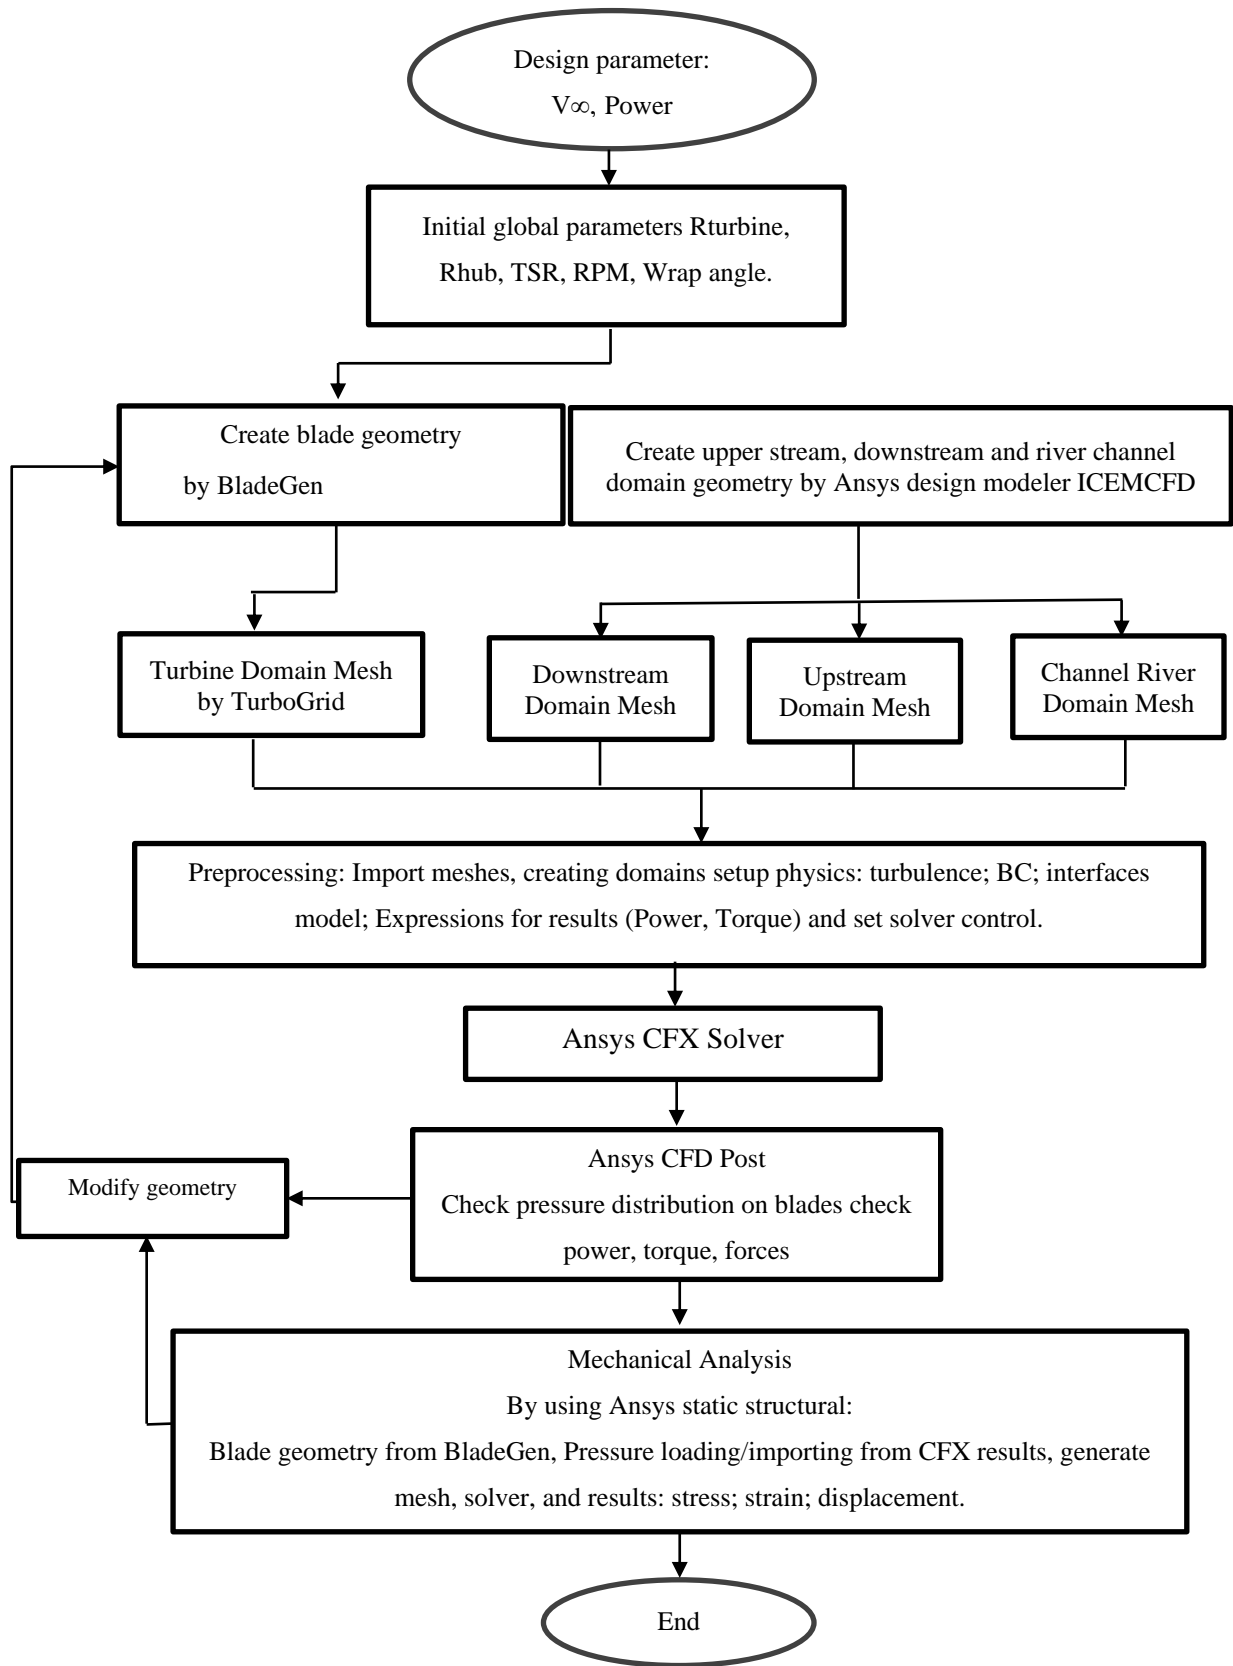 Design parameter:
V∞, Power
Initial global parameters Rturbine,
Rhub, TSR, RPM, Wrap angle.
Create blade geometry
by BladeGen
Create upper stream, downstream and river channel
domain geometry by Ansys design modeler ICEMCFD
Turbine Domain Mesh
by TurboGrid
Downstream
Domain Mesh
Upstream
Domain Mesh
Channel River
Domain Mesh
Preprocessing: Import meshes, creating domains setup physics: turbulence; BC; interfaces
model; Expressions for results (Power, Torque) and set solver control.
Ansys CFX Solver
Ansys CFD Post
Check pressure distribution on blades check
power, torque, forces
Modify geometry
Mechanical Analysis
By using Ansys static structural:
Blade geometry from BladeGen, Pressure loading/importing from CFX results, generate
mesh, solver, and results: stress; strain; displacement.
End